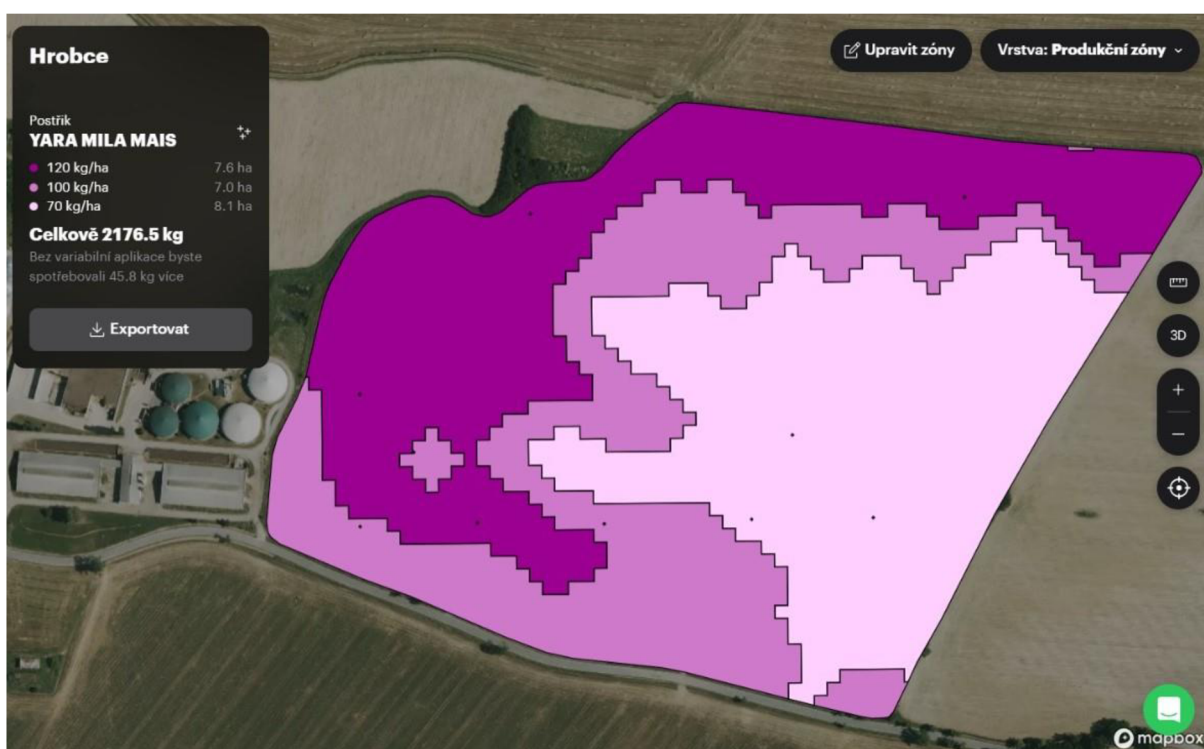 Hrobce
Upravit zóny
Vrstva: Produkční zóny
Postřik
YARA MILA MAIS
120 kg/ha 7.6 ha
100 kg/ha 7.0 ha
70 kg/ha 8.1 ha
Celkově 2176.5 kg
Bez variabilní aplikace byste
spotřebovali 45.8 kg více
Exportovat
3D
+
−
mapbox